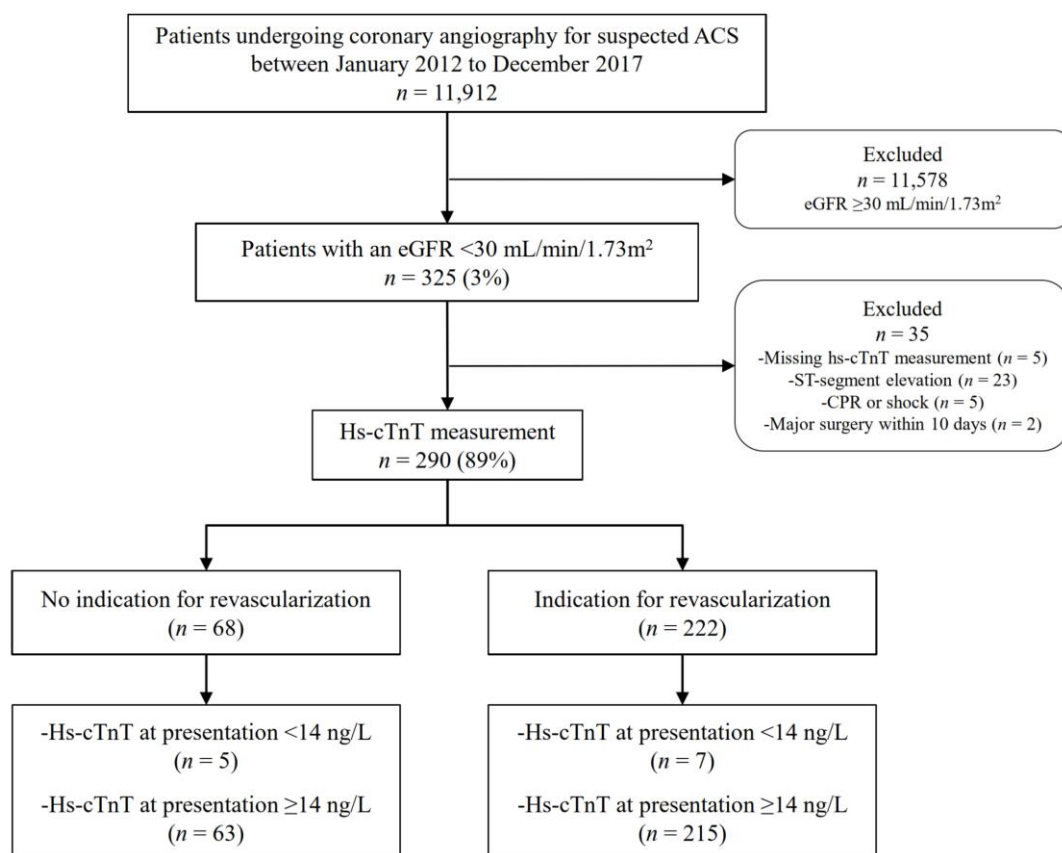 Patients undergoing coronary angiography for suspected ACS
between January 2012 to December 2017
n = 11,912
Excluded
n = 11,578
eGFR ≥30 mL/min/1.73m²
Patients with an eGFR <30 mL/min/1.73m²
n = 325 (3%)
Excluded
n = 35
-Missing hs-cTnT measurement (n = 5)
-ST-segment elevation (n = 23)
-CPR or shock (n = 5)
-Major surgery within 10 days (n = 2)
Hs-cTnT measurement
n = 290 (89%)
No indication for revascularization
(n = 68)
Indication for revascularization
(n = 222)
-Hs-cTnT at presentation <14 ng/L
(n = 5)
-Hs-cTnT at presentation ≥14 ng/L
(n = 63)
-Hs-cTnT at presentation <14 ng/L
(n = 7)
-Hs-cTnT at presentation ≥14 ng/L
(n = 215)